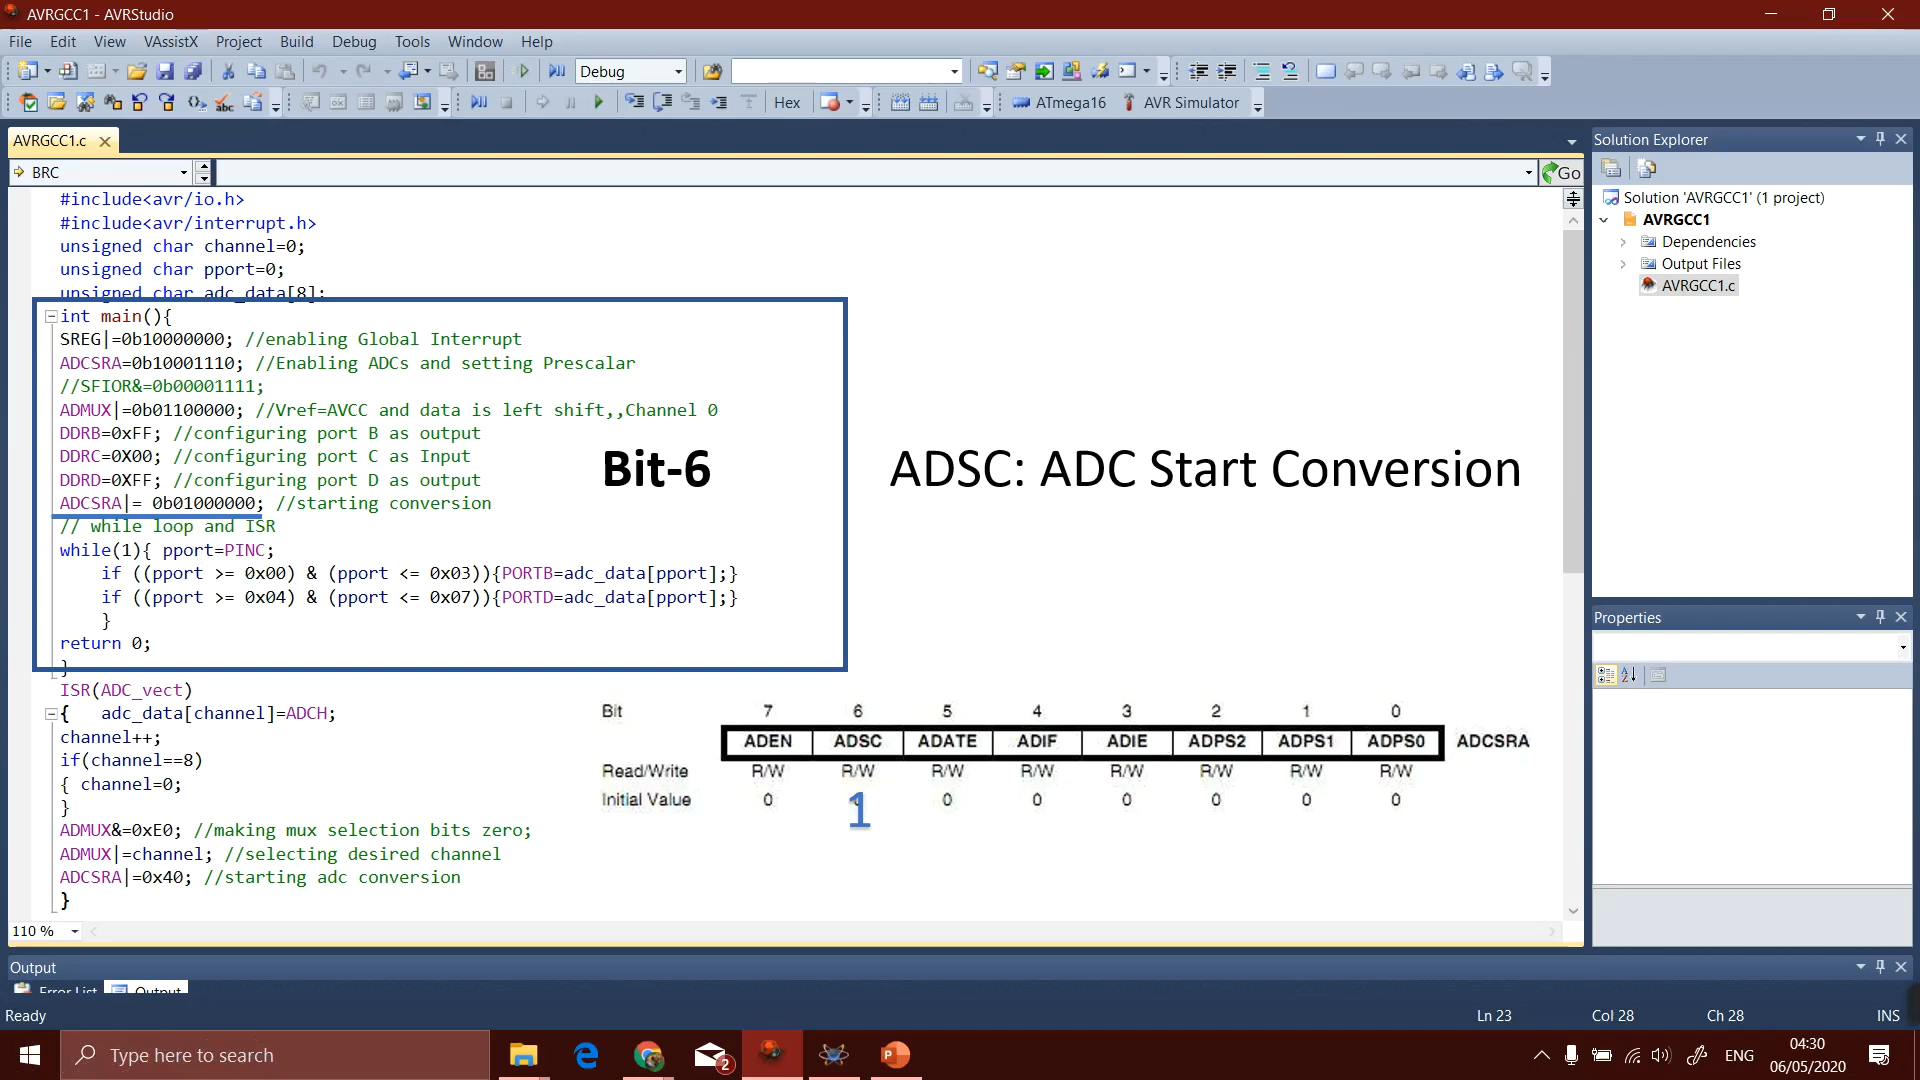 AVRGCC1 - AVRStudio
File Edit View VAssistX Project Build Debug Tools Window Help
Debug
Hex ATmega16 AVR Simulator
AVRGCC1.c
BRC
Go
#include<avr/io.h>
#include<avr/interrupt.h>
unsigned char channel=0;
unsigned char pport=0;
unsigned char adc_data[8];
int main(){
SREG|=0b10000000; //enabling Global Interrupt
ADCSRA=0b10001110; //Enabling ADCs and setting Prescalar
//SFIOR&=0b00001111;
ADMUX|=0b01100000; //Vref=AVCC and data is left shift,,Channel 0
DDRB=0xFF; //configuring port B as output
DDRC=0X00; //configuring port C as Input
DDRD=0XFF; //configuring port D as output
ADCSRA|= 0b01000000; //starting conversion
// while loop and ISR
while(1){ pport=PINC;
if ((pport >= 0x00) & (pport <= 0x03)){PORTB=adc_data[pport];}
if ((pport >= 0x04) & (pport <= 0x07)){PORTD=adc_data[pport];}
}
return 0;
}
ISR(ADC_vect)
{ adc_data[channel]=ADCH;
channel++;
if(channel==8)
{ channel=0;
}
ADMUX&=0xE0; //making mux selection bits zero;
ADMUX|=channel; //selecting desired channel
ADCSRA|=0x40; //starting adc conversion
}
Bit-6 ADSC: ADC Start Conversion
Bit 7 6 5 4 3 2 1 0
ADEN ADSC ADATE ADIF ADIE ADPS2 ADPS1 ADPS0 ADCSRA
Read/Write R/W R/W R/W R/W R/W R/W R/W R/W
Initial Value 0 1 0 0 0 0 0 0
110 %
Solution Explorer
Solution 'AVRGCC1' (1 project)
AVRGCC1
Dependencies
Output Files
AVRGCC1.c
Properties
Output
Error List Output
Ready Ln 23 Col 28 Ch 28 INS
Type here to search
2
ENG
04:30
06/05/2020